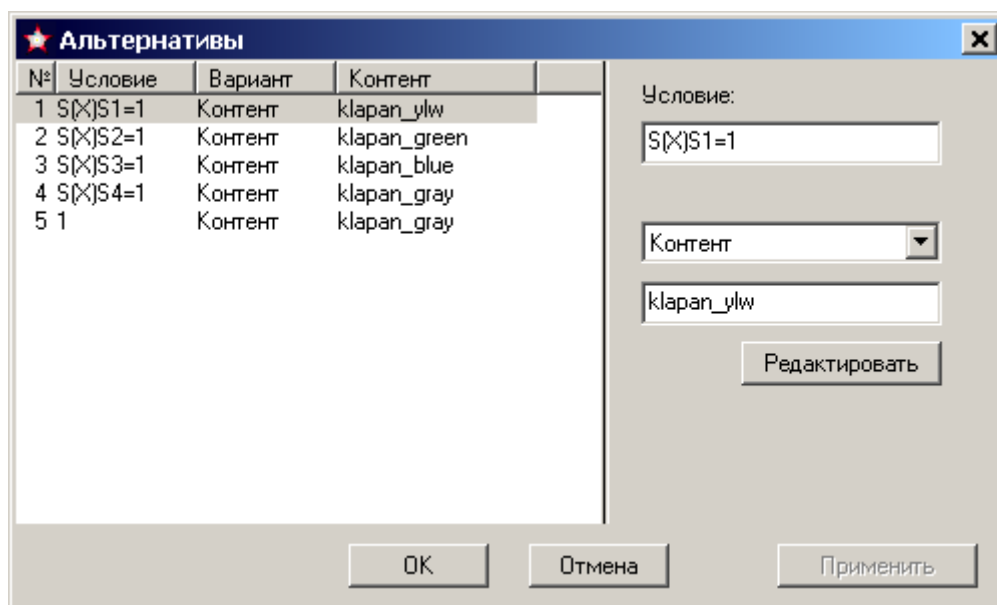 Альтернативы
№ Условие Вариант Контент
1 S(X)S1=1 Контент klapan_ylw
2 S(X)S2=1 Контент klapan_green
3 S(X)S3=1 Контент klapan_blue
4 S(X)S4=1 Контент klapan_gray
5 1 Контент klapan_gray
Условие:
S(X)S1=1
Контент
klapan_ylw
Редактировать
OK Отмена Применить